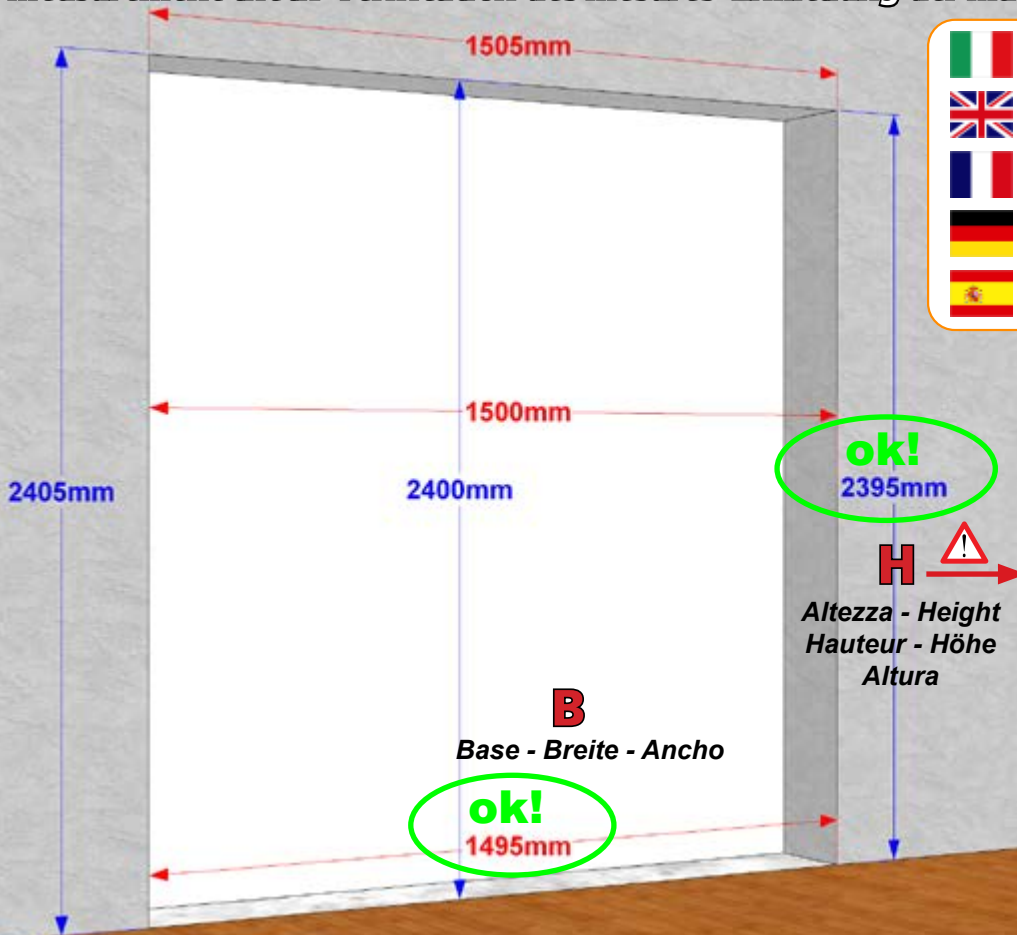 1505mm
1500mm
ok!
2405mm
2400mm
2395mm
H
!
Altezza - Height
Hauteur - Höhe
Altura
B
Base - Breite - Ancho
ok!
1495mm